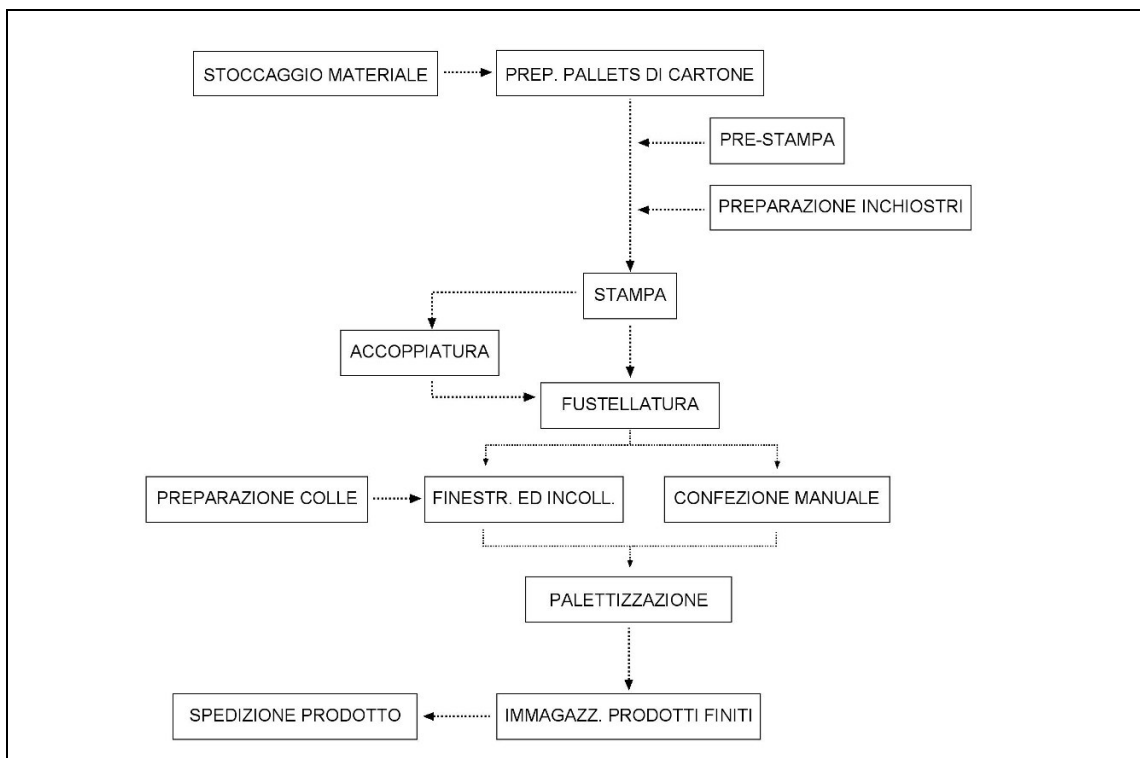 STOCCAGGIO MATERIALE
PREP. PALLETS DI CARTONE
PRE-STAMPA
PREPARAZIONE INCHIOSTRI
STAMPA
ACCOPPIATURA
FUSTELLATURA
PREPARAZIONE COLLE
FINESTR. ED INCOLL.
CONFEZIONE MANUALE
PALETTIZZAZIONE
SPEDIZIONE PRODOTTO
IMMAGAZZ. PRODOTTI FINITI